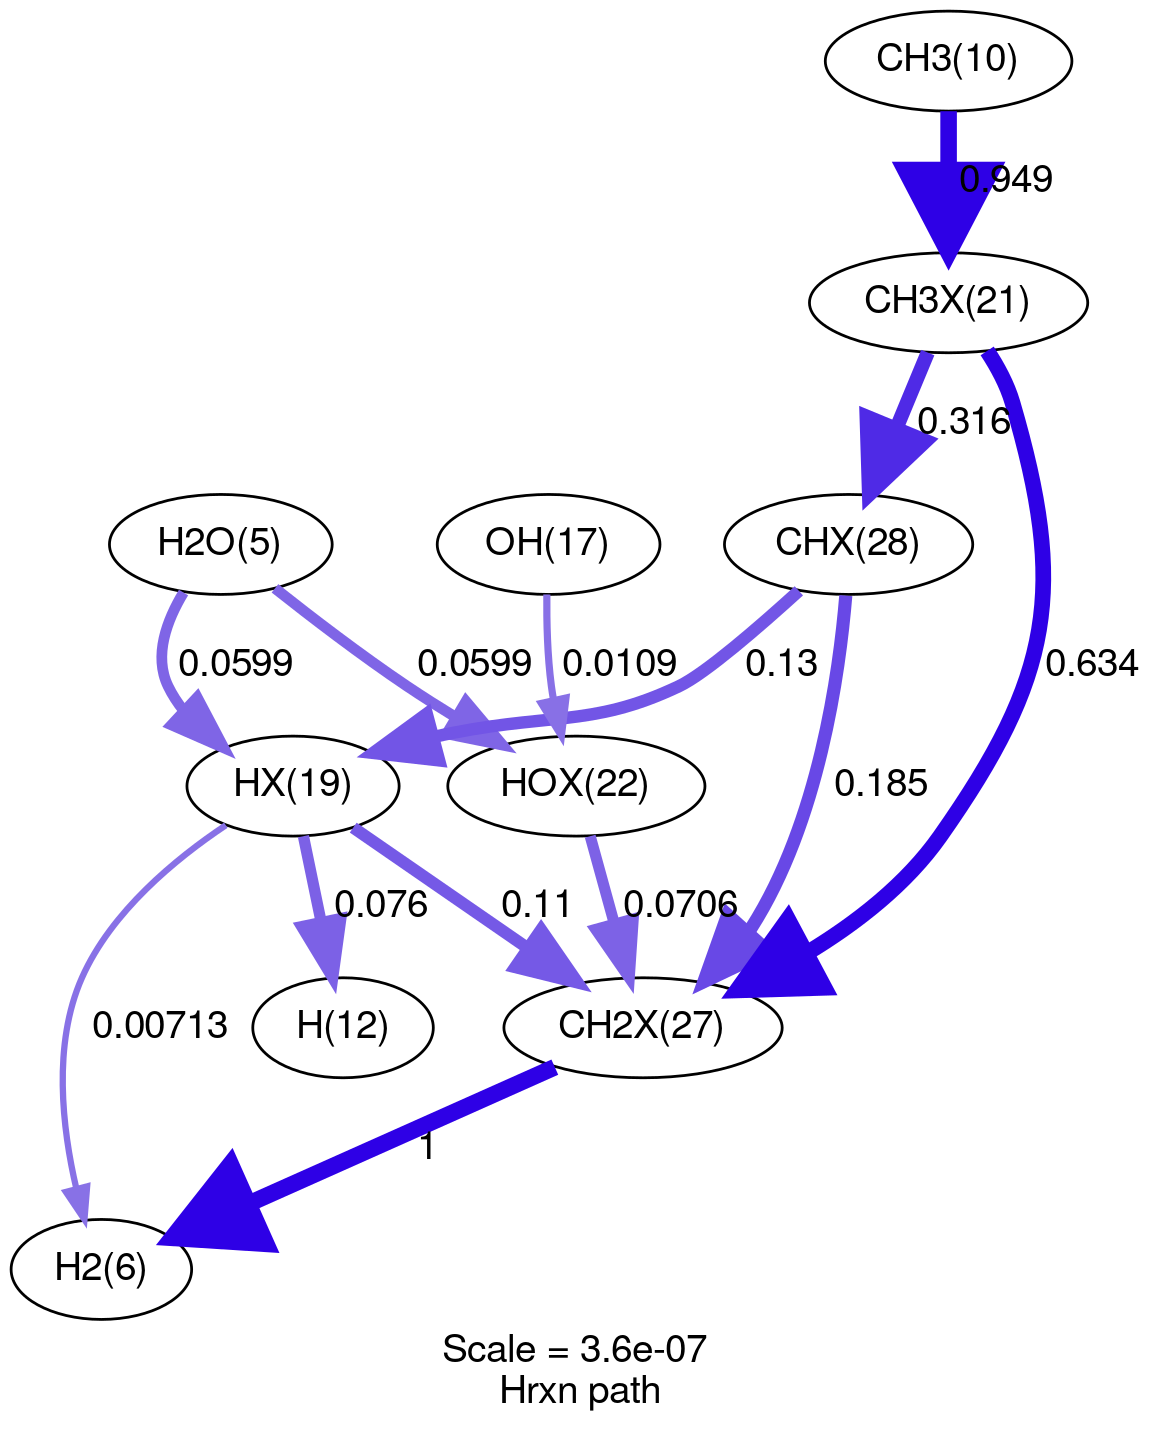 CH3(10)
0.949
CH3X(21)
0.316
H2O(5)
OH(17)
CHX(28)
0.0599
0.0599
0.0109
0.13
0.634
HX(19)
HOX(22)
0.185
0.076
0.11
0.0706
0.00713
H(12)
CH2X(27)
1
H2(6)
Scale = 3.6e-07
Hrxn path